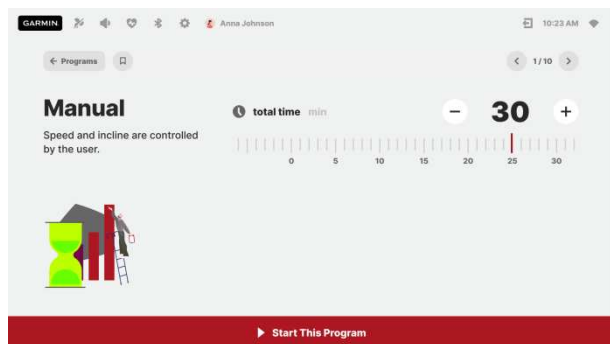 GARMIN
Anna Johnson
10:23 AM
← Programs
1/10
Manual
Speed and incline are controlled
by the user.
total time min
30
0 5 10 15 20 25 30
Start This Program